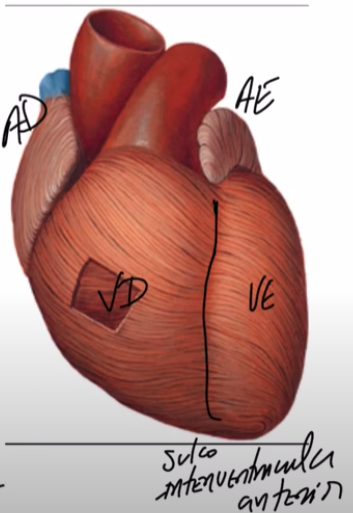 AD
AE
VD
VE
sulco
interventricular
anterior